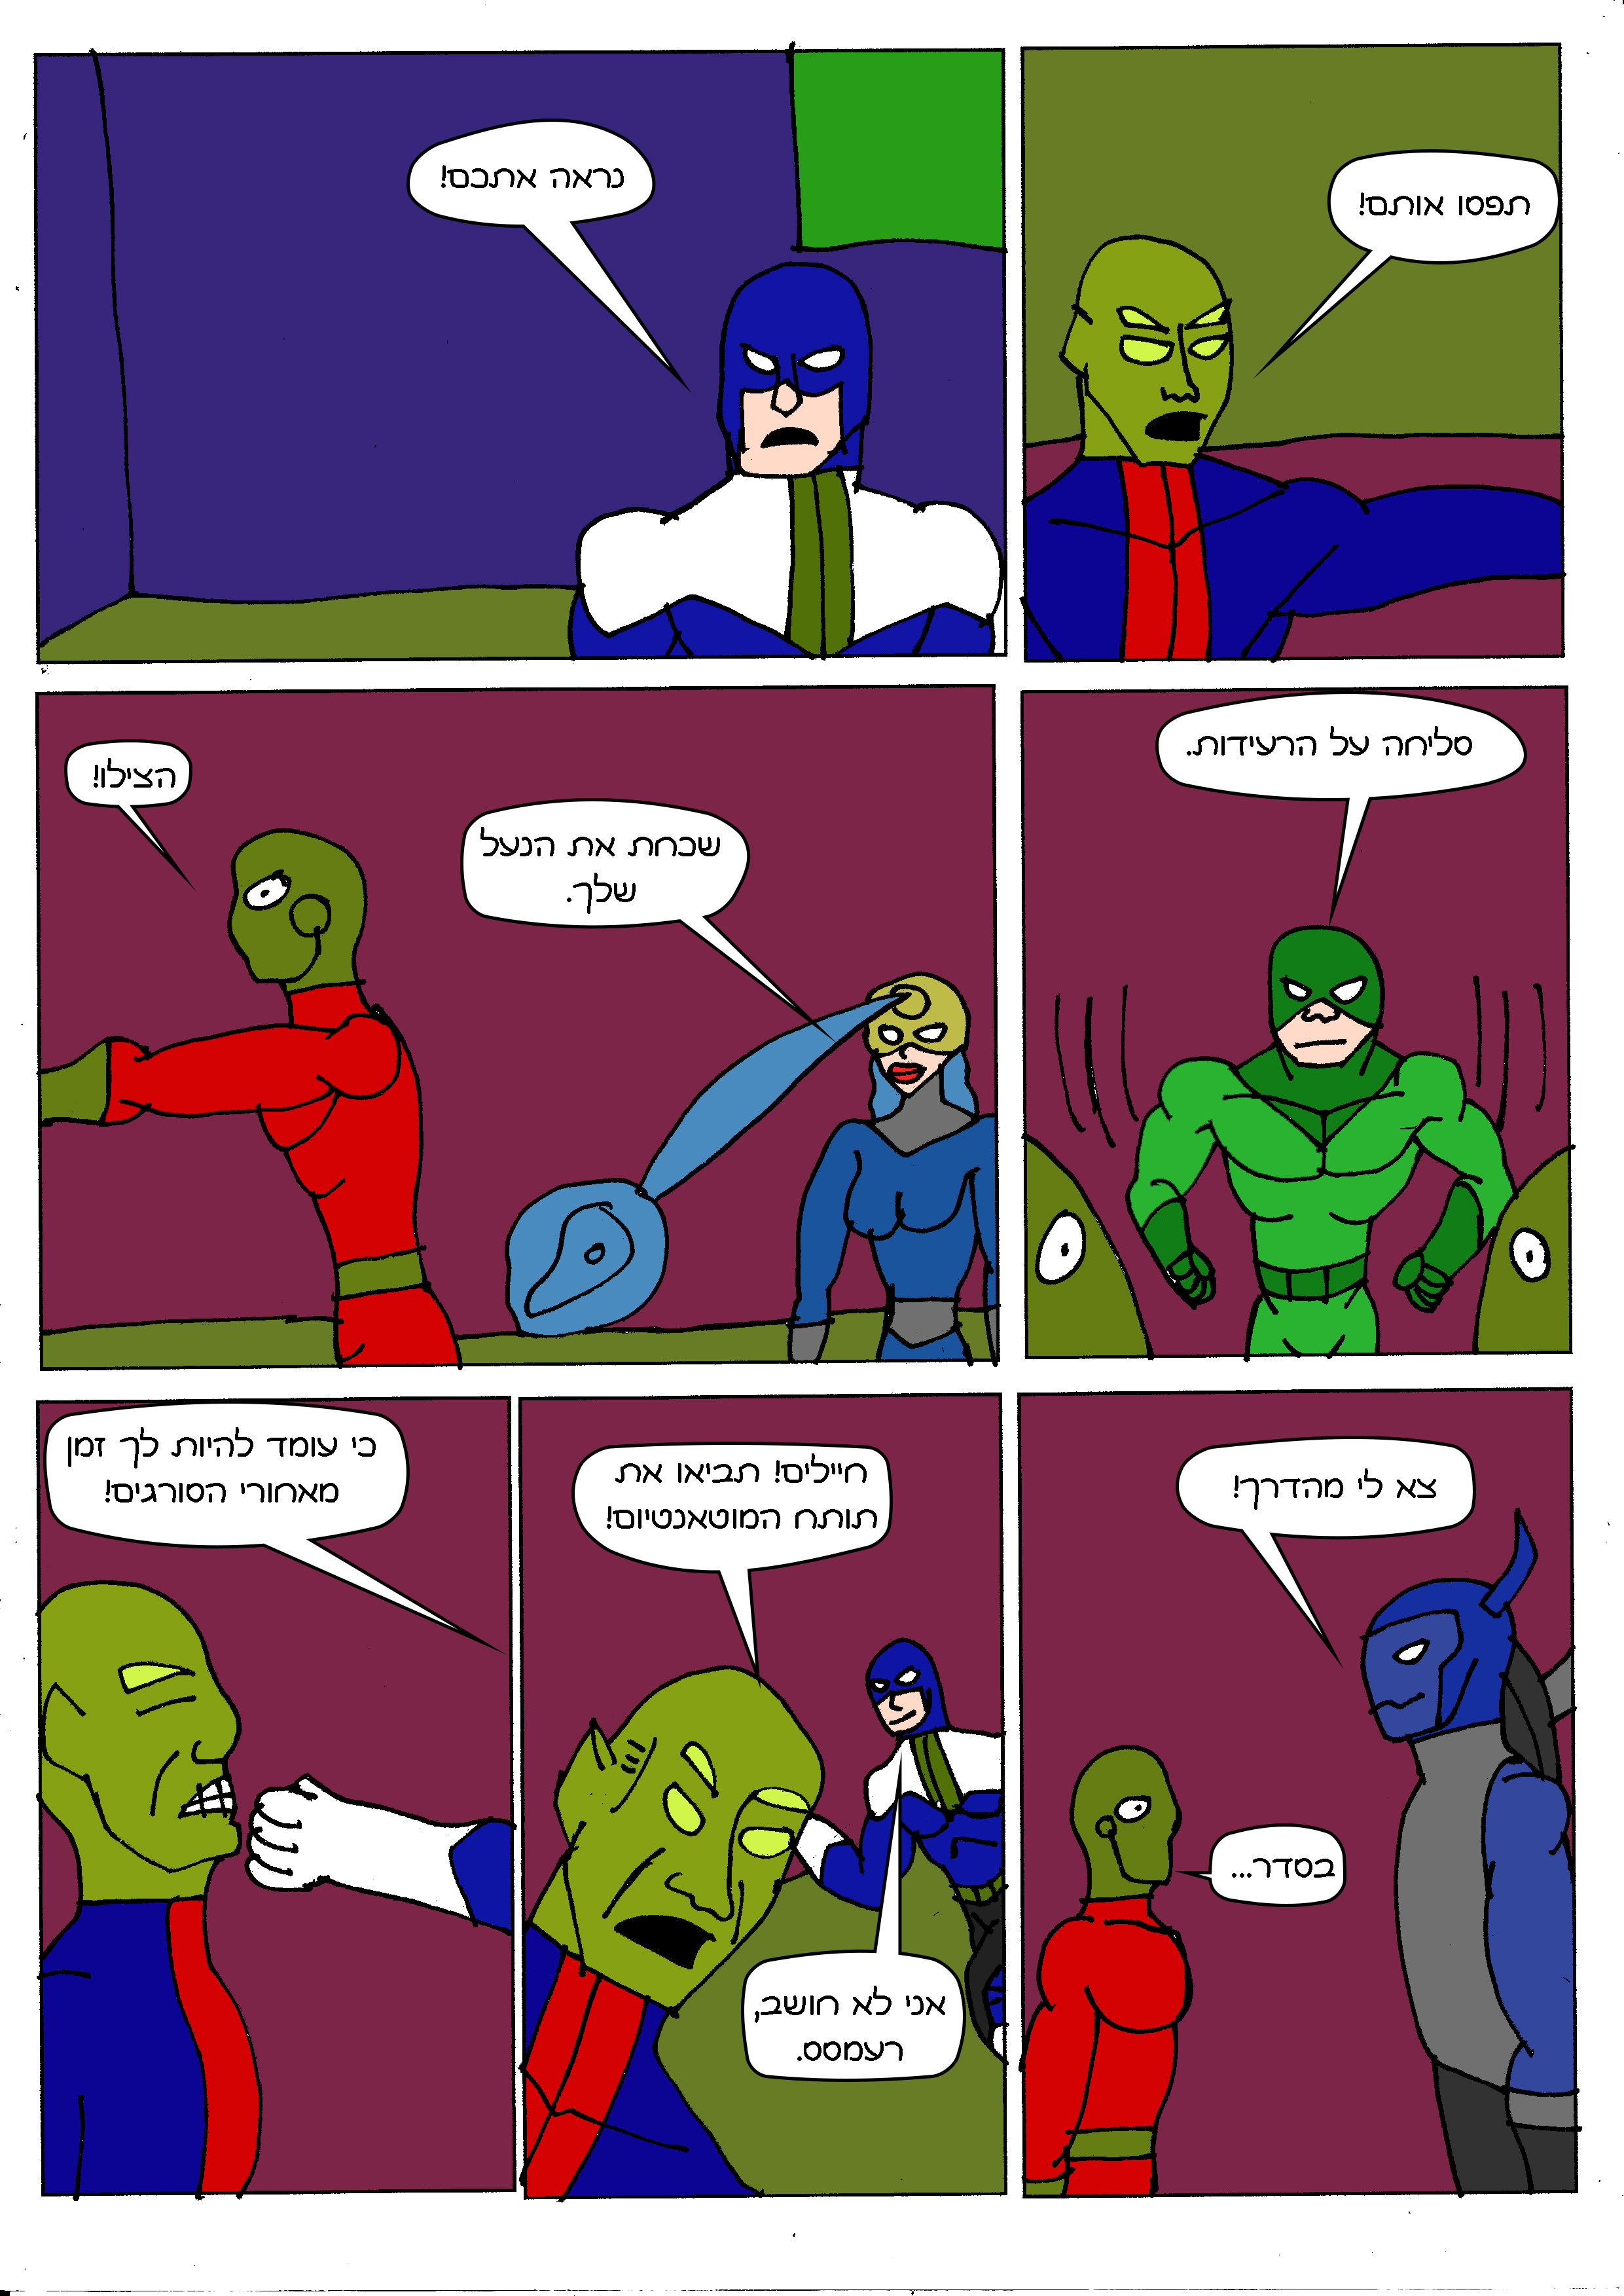 תפסו אותם!
נראה אתכם!
סליחה על הרעידות.
שכחת את הנעל
שלך.
הצילו!
צא לי מהדרך!
בסדר...
חיילים! תביאו את
תותח המוטאנטיום!
אני לא חושב,
רעמסס.
כי עומד להיות לך זמן
מאחורי הסורגים!